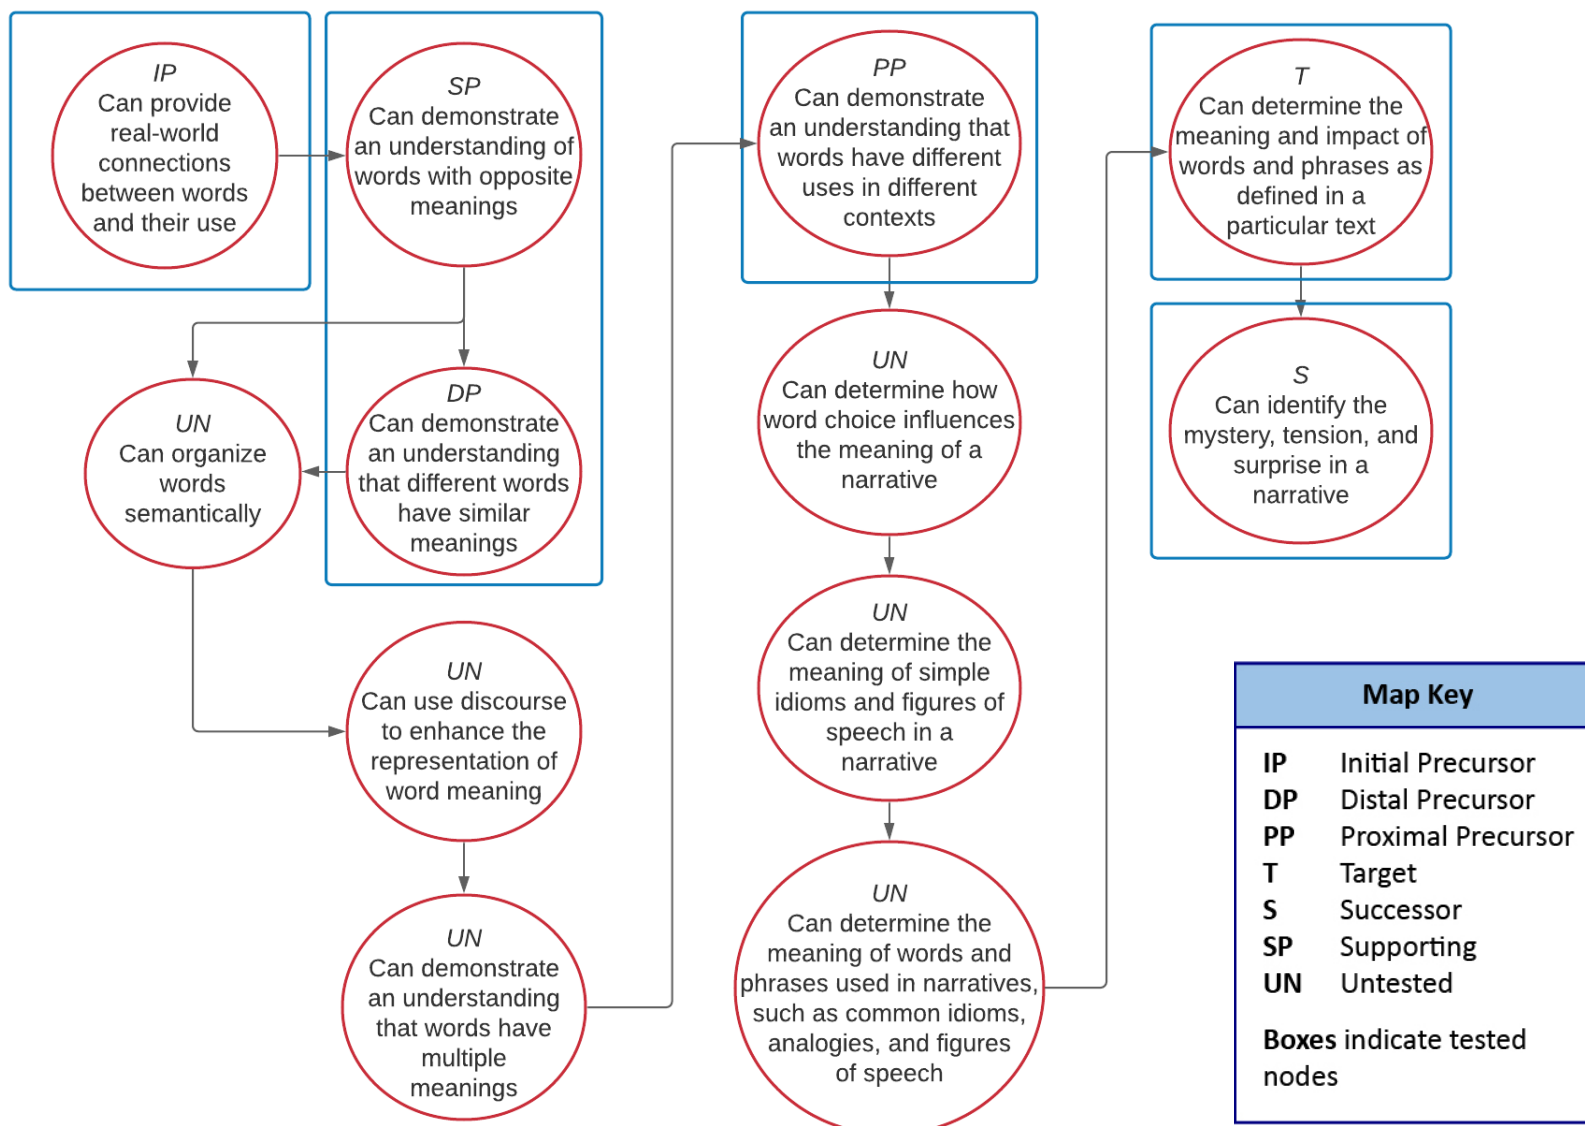 IP
Can provide
real-world
connections
between words
and their use
SP
Can demonstrate
an understanding of
words with opposite
meanings
DP
Can demonstrate
an understanding
that different words
have similar
meanings
UN
Can organize
words
semantically
UN
Can use discourse
to enhance the
representation of
word meaning
UN
Can demonstrate
an understanding
that words have
multiple
meanings
PP
Can demonstrate
an understanding that
words have different
uses in different
contexts
UN
Can determine how
word choice influences
the meaning of a
narrative
UN
Can determine the
meaning of simple
idioms and figures of
speech in a
narrative
UN
Can determine the
meaning of words and
phrases used in narratives,
such as common idioms,
analogies, and figures
of speech
T
Can determine the
meaning and impact of
words and phrases as
defined in a
particular text
S
Can identify the
mystery, tension, and
surprise in a
narrative
Map Key
IP Initial Precursor
DP Distal Precursor
PP Proximal Precursor
T Target
S Successor
SP Supporting
UN Untested
Boxes indicate tested
nodes